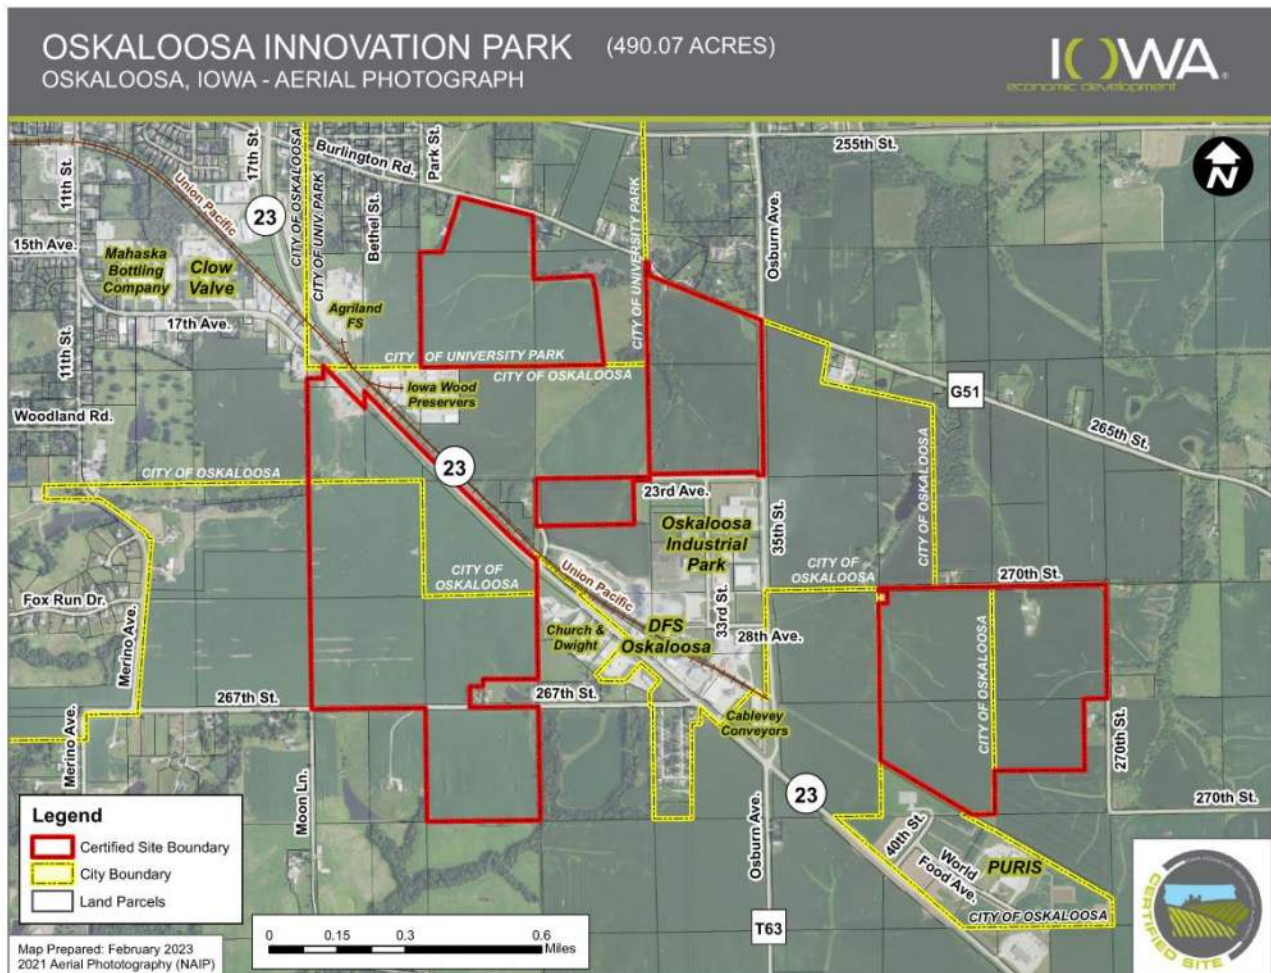 OSKALOOSA INNOVATION PARK (490.07 ACRES)
OSKALOOSA, IOWA - AERIAL PHOTOGRAPH
IOWA®
economic development
N
255th St.
Burlington Rd.
Park St.
17th St.
11th St.
Union Pacific
23
CITY OF OSKALOOSA
CITY OF UNIV. PARK
Bethel St.
CITY OF UNIVERSITY PARK
Osburn Ave.
15th Ave.
Mahaska
Bottling
Company
Clow
Valve
17th Ave.
Agriland
FS
11th St.
CITY OF UNIVERSITY PARK
CITY OF OSKALOOSA
Iowa Wood
Preservers
G51
265th St.
Woodland Rd.
CITY OF OSKALOOSA
23
23rd Ave.
Oskaloosa
Industrial
Park
35th St.
CITY OF OSKALOOSA
CITY OF
OSKALOOSA
CITY OF
OSKALOOSA
270th St.
Union Pacific
Fox Run Dr.
Merino Ave.
Church &
Dwight
DFS
Oskaloosa
33rd St.
28th Ave.
CITY OF OSKALOOSA
267th St.
267th St.
Cablevey
Conveyors
270th St.
Merino Ave.
Moon Ln.
Osburn Ave.
23
270th St.
40th St.
World
Food Ave.
PURIS
CITY OF OSKALOOSA
T63
Legend
Certified Site Boundary
City Boundary
Land Parcels
Map Prepared: February 2023
2021 Aerial Phototography (NAIP)
0 0.15 0.3 0.6
Miles
CERTIFIED SITE